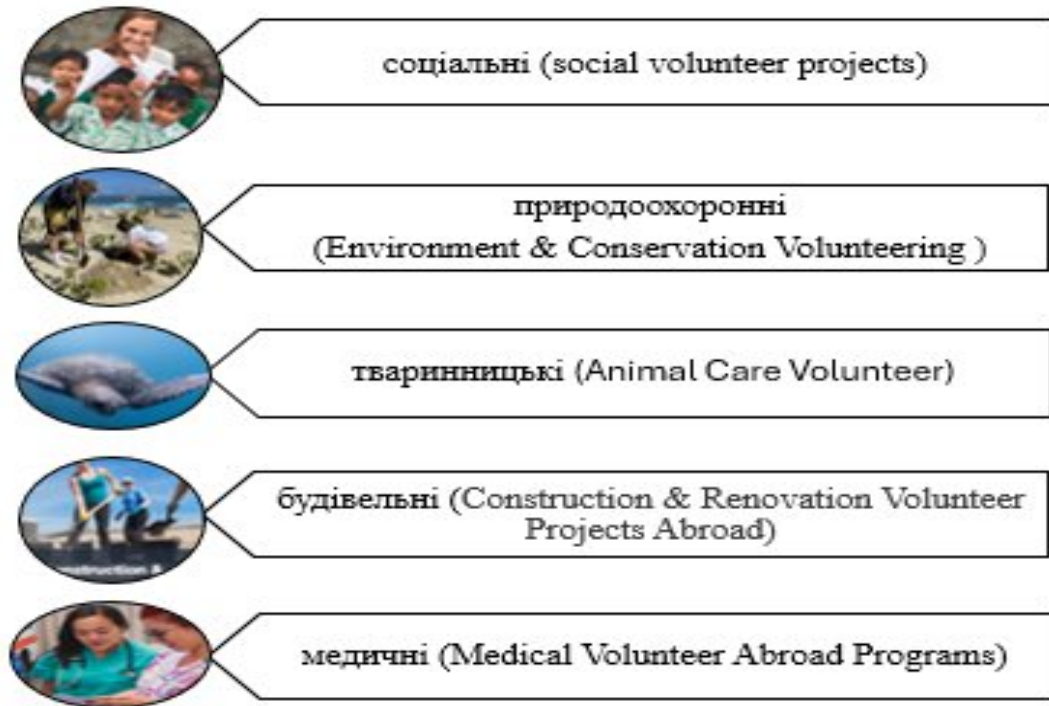 соціальні (social volunteer projects)
природоохоронні
(Environment & Conservation Volunteering )
тваринницькі (Animal Care Volunteer)
будівельні (Construction & Renovation Volunteer
Projects Abroad)
медичні (Medical Volunteer Abroad Programs)